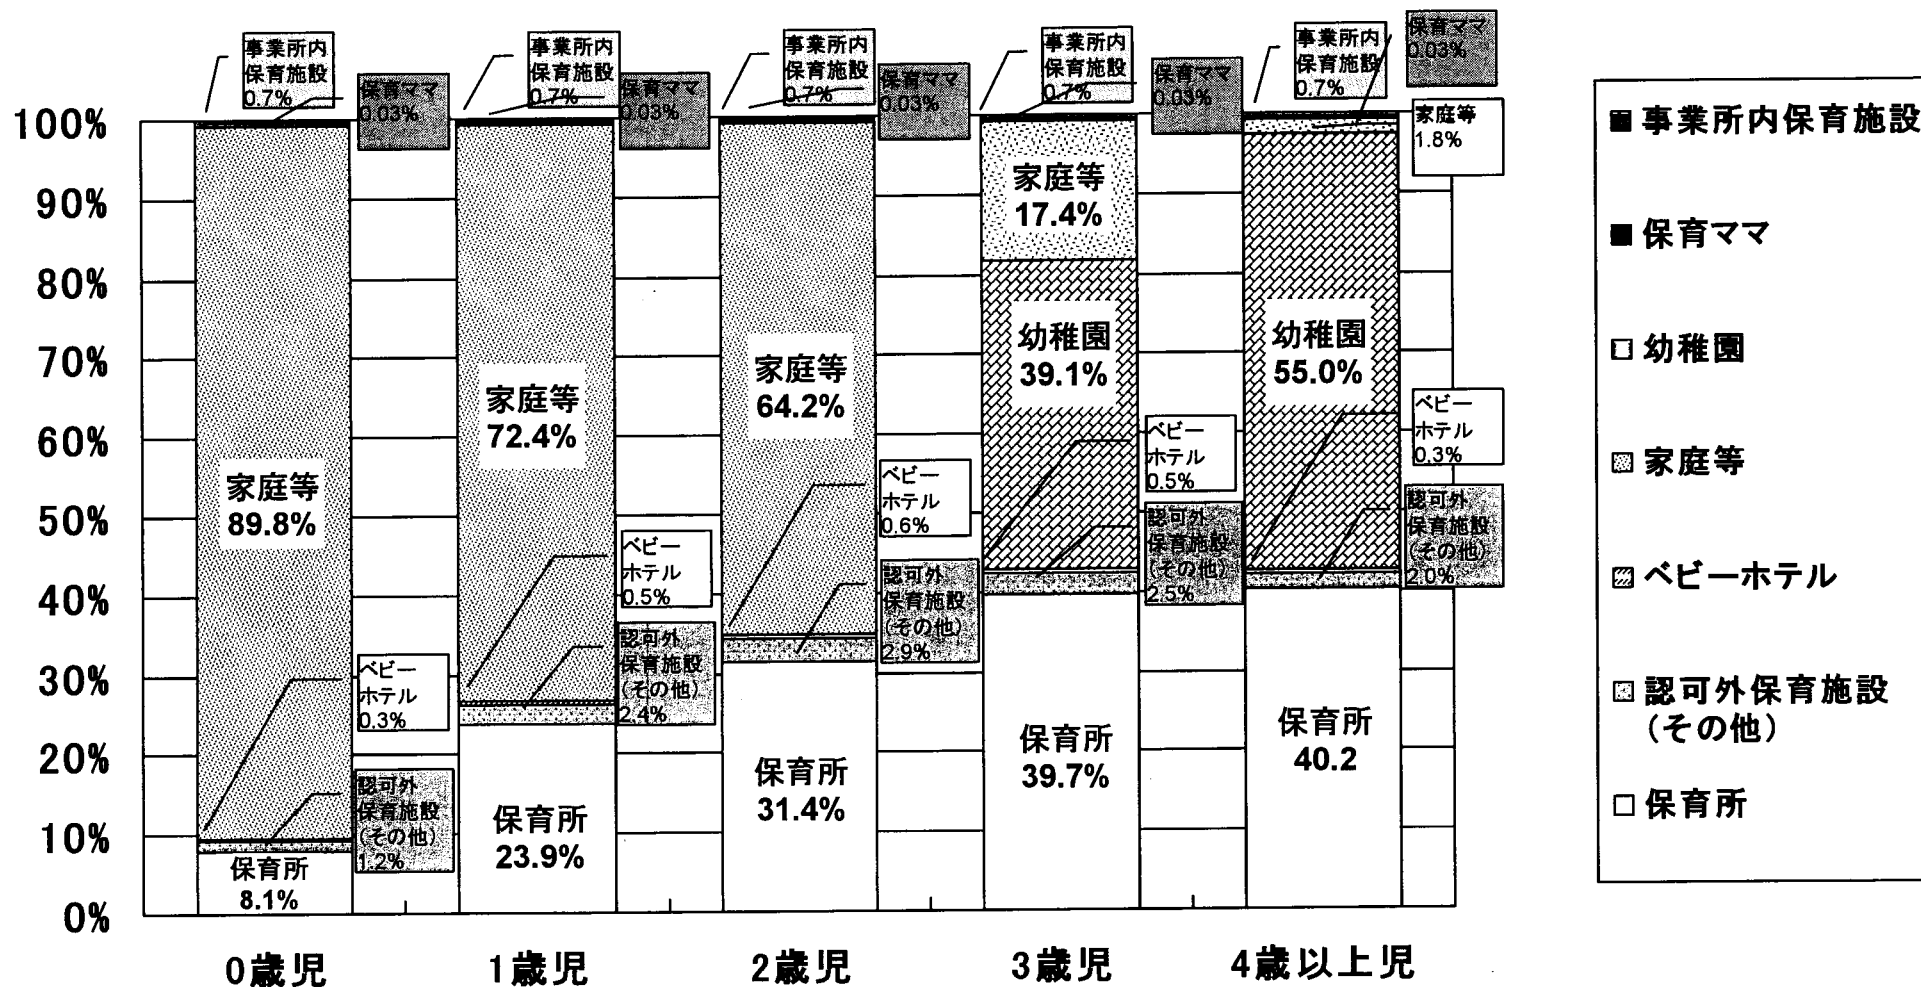 事業所内
保育施設
0.7%
保育ママ
0.03%
事業所内
保育施設
0.7%
保育ママ
0.03%
事業所内
保育施設
0.7%
保育ママ
0.03%
事業所内
保育施設
0.7%
保育ママ
0.03%
事業所内
保育施設
0.7%
保育ママ
0.03%
家庭等
1.8%
100%
90%
80%
70%
60%
50%
40%
30%
20%
10%
0%
家庭等
89.8%
ベビー
ホテル
0.3%
認可外
保育施設
(その他)
1.2%
保育所
8.1%
家庭等
72.4%
ベビー
ホテル
0.5%
認可外
保育施設
(その他)
2.4%
保育所
23.9%
家庭等
64.2%
ベビー
ホテル
0.6%
認可外
保育施設
(その他)
2.9%
保育所
31.4%
家庭等
17.4%
幼稚園
39.1%
ベビー
ホテル
0.5%
認可外
保育施設
(その他)
2.5%
保育所
39.7%
幼稚園
55.0%
ベビー
ホテル
0.3%
認可外
保育施設
(その他)
2.0%
保育所
40.2
0歳児
1歳児
2歳児
3歳児
4歳以上児
事業所内保育施設
保育ママ
幼稚園
家庭等
ベビーホテル
認可外保育施設
(その他)
保育所